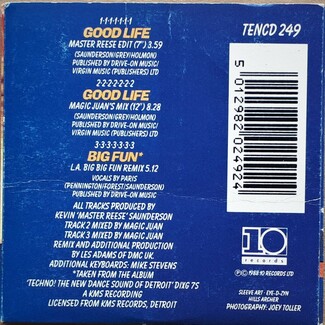 1·1·1·1·1·1·1
GOOD LIFE
MASTER REESE EDIT (7") 3.59
(SAUNDERSON/GREY/HOLMON)
PUBLISHED BY DRIVE-ON MUSIC/
VIRGIN MUSIC (PUBLISHERS) LTD
2·2·2·2·2·2·2
GOOD LIFE
MAGIC JUAN'S MIX (12") 8.28
(SAUNDERSON/GREY/HOLMON)
PUBLISHED BY DRIVE-ON MUSIC/
VIRGIN MUSIC (PUBLISHERS) LTD
3·3·3·3·3·3·3
BIG FUN*
L.A. BIG BIG FUN REMIX 5.12
VOCALS BY PARIS
(PENNINGTON/FOREST/SAUNDERSON)
PUBLISHED BY DRIVE-ON MUSIC/
VIRGIN MUSIC (PUBLISHERS) LTD
ALL TRACKS PRODUCED BY
KEVIN 'MASTER REESE' SAUNDERSON
TRACK 2 MIXED BY MAGIC JUAN
TRACK 3 MIXED BY MAGIC JUAN
REMIX AND ADDITIONAL PRODUCTION
BY LES ADAMS OF DMC UK.
ADDITIONAL KEYBOARDS: MIKE STEVENS
*TAKEN FROM THE ALBUM
'TECHNO! THE NEW DANCE SOUND OF DETROIT' DIXG 75
A KMS RECORDING
LICENSED FROM KMS RECORDS, DETROIT
TENCD 249
5 012982 024924
10
records
℗ 1988 10 RECORDS LTD
SLEEVE ART · EYE-D-ZYN
HILLS ARCHER
PHOTOGRAPHY: JOEY TOLLER